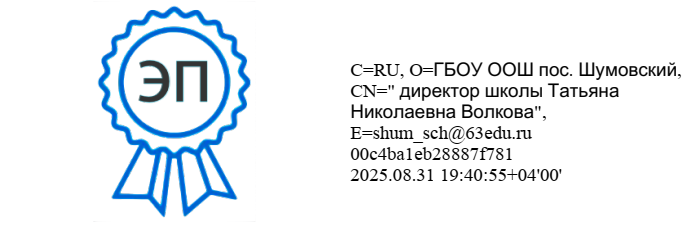 ЭП
C=RU, O=ГБОУ ООШ пос. Шумовский,
CN=" директор школы Татьяна
Николаевна Волкова",
E=shum_sch@63edu.ru
00c4ba1eb28887f781
2025.08.31 19:40:55+04'00'